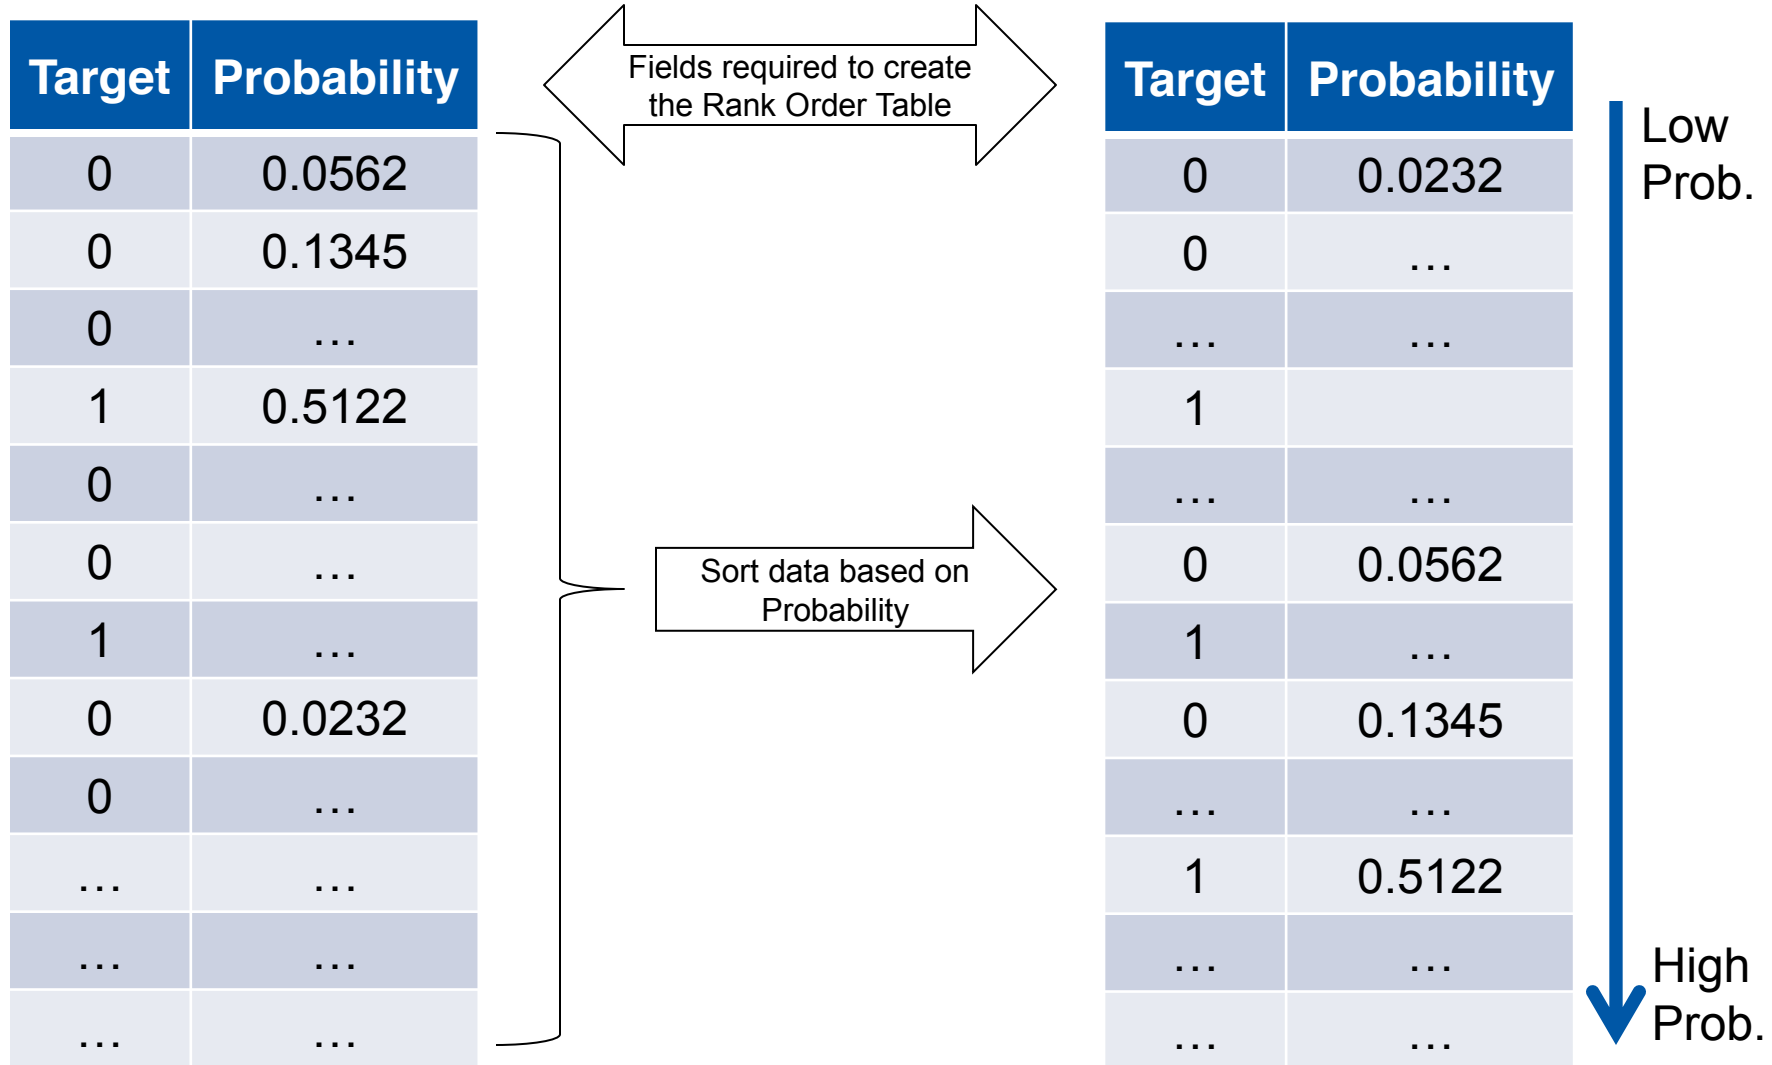 Target Probability
0 0.0562
0 0.1345
0 ...
1 0.5122
0 ...
0 ...
1 ...
0 0.0232
0 ...
... ...
... ...
... ...
Fields required to create
the Rank Order Table
Sort data based on
Probability
Target Probability
0 0.0232
0 ...
... ...
1
... ...
0 0.0562
1 ...
0 0.1345
... ...
1 0.5122
... ...
... ...
Low
Prob.
High
Prob.